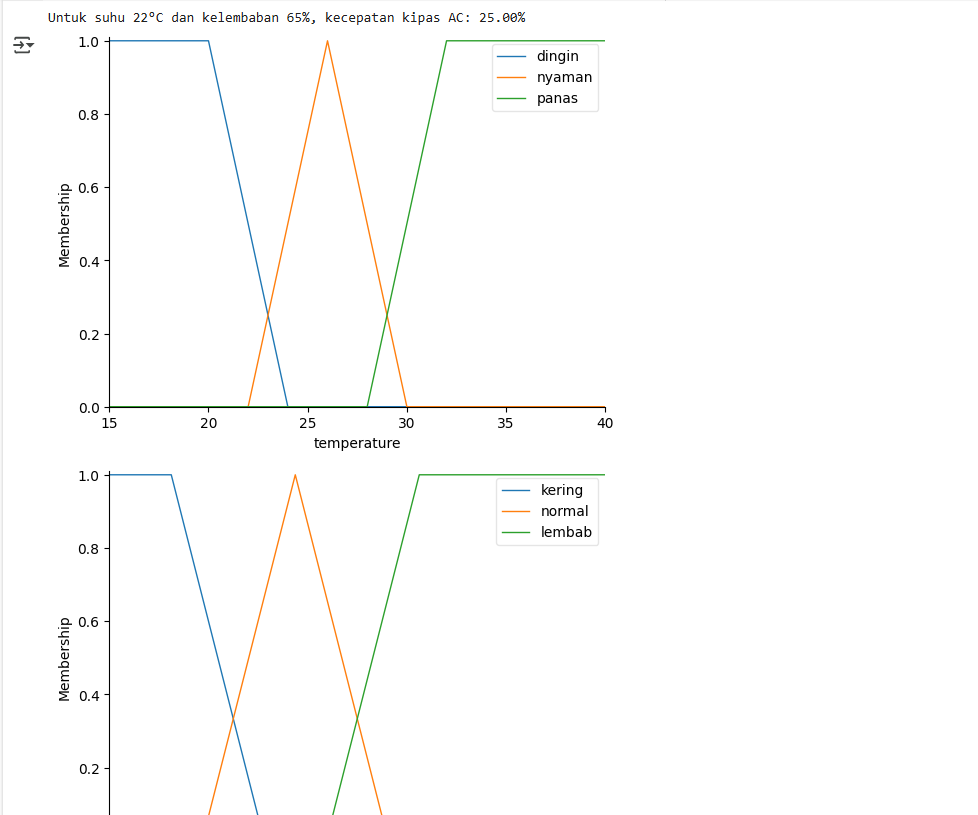 Untuk suhu 22°C dan kelembaban 65%, kecepatan kipas AC: 25.00%
1.0
0.8
0.6
0.4
0.2
0.0
Membership
dingin
nyaman
panas
15 20 25 30 35 40
temperature
1.0
0.8
0.6
0.4
0.2
Membership
kering
normal
lembab